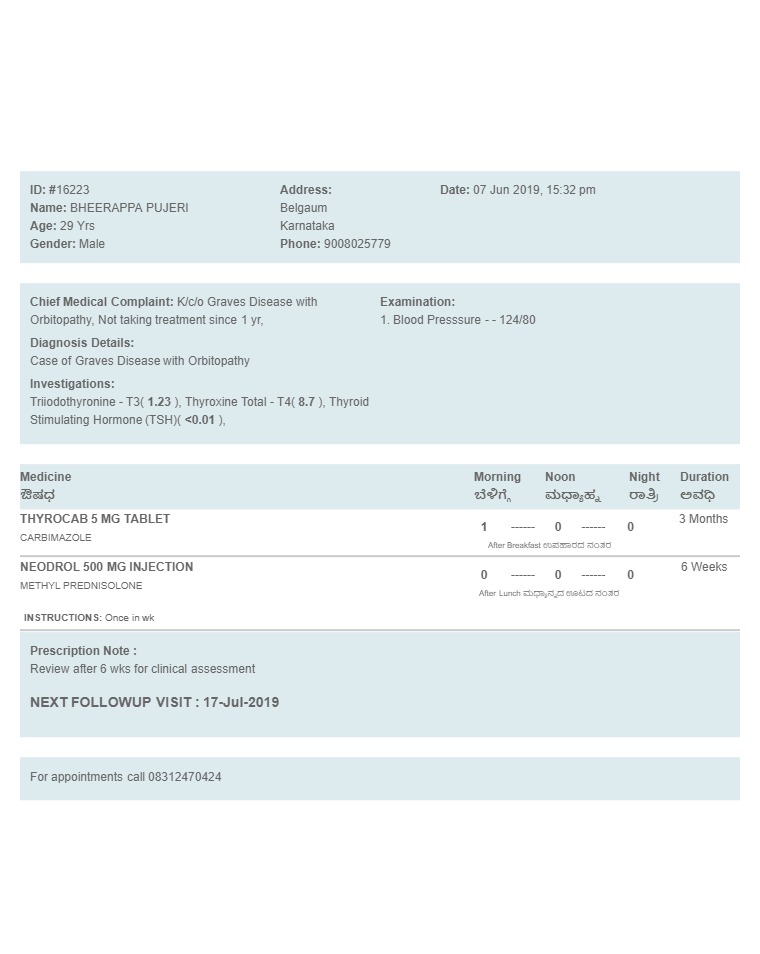 ID: #16223
Name: BHEERAPPA PUJERI
Age: 29 Yrs
Gender: Male
Address:
Belgaum
Karnataka
Phone: 9008025779
Date: 07 Jun 2019, 15:32 pm
Chief Medical Complaint: K/c/o Graves Disease with
Orbitopathy, Not taking treatment since 1 yr,
Diagnosis Details:
Case of Graves Disease with Orbitopathy
Investigations:
Triiodothyronine - T3( 1.23 ), Thyroxine Total - T4( 8.7 ), Thyroid
Stimulating Hormone (TSH)( <0.01 ),
Examination:
1. Blood Presssure - - 124/80
Medicine Morning Noon Night Duration
ಔಷಧ ಬೆಳಿಗ್ಗೆ ಮಧ್ಯಾಹ್ನ ರಾತ್ರಿ ಅವಧಿ
THYROCAB 5 MG TABLET 1 ------ 0 ------ 0 3 Months
CARBIMAZOLE
After Breakfast ಉಪಹಾರದ ನಂತರ
NEODROL 500 MG INJECTION 0 ------ 0 ------ 0 6 Weeks
METHYL PREDNISOLONE
After Lunch ಮಧ್ಯಾನ್ಹದ ಊಟದ ನಂತರ
INSTRUCTIONS: Once in wk
Prescription Note :
Review after 6 wks for clinical assessment
NEXT FOLLOWUP VISIT : 17-Jul-2019
For appointments call 08312470424